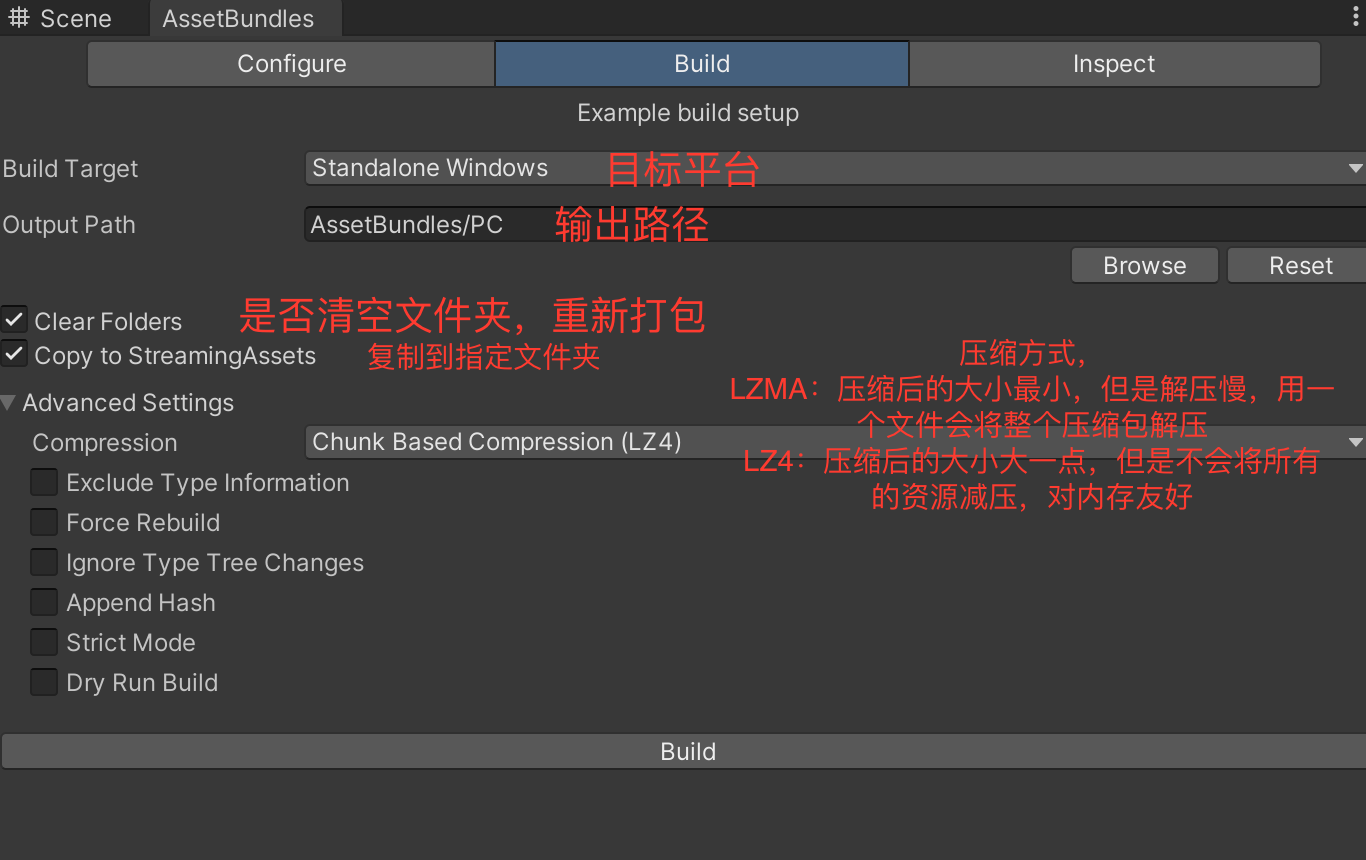 Scene
AssetBundles
Configure
Build
Inspect
Example build setup
Build Target
Standalone Windows
目标平台
Output Path
AssetBundles/PC
输出路径
Browse
Reset
Clear Folders
是否清空文件夹，重新打包
Copy to StreamingAssets
复制到指定文件夹
压缩方式，
LZMA：压缩后的大小最小，但是解压慢，用一
个文件会将整个压缩包解压
LZ4：压缩后的大小大一点，但是不会将所有
的资源减压，对内存友好
Advanced Settings
Compression
Chunk Based Compression (LZ4)
Exclude Type Information
Force Rebuild
Ignore Type Tree Changes
Append Hash
Strict Mode
Dry Run Build
Build